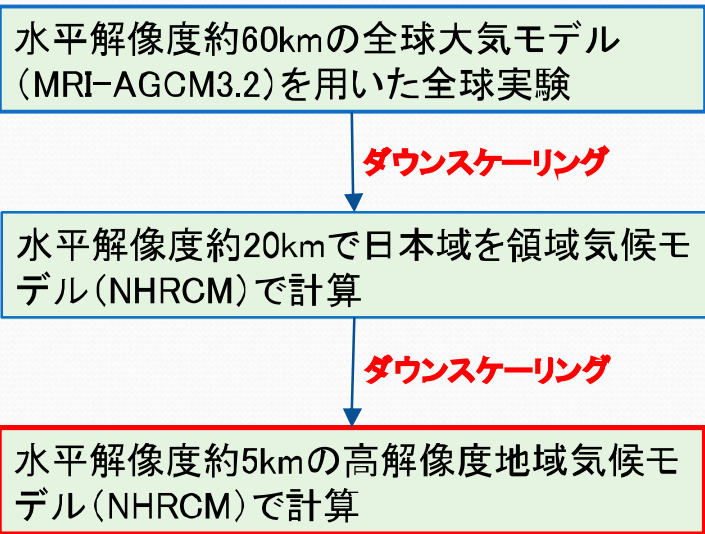 水平解像度約60kmの全球大気モデル
（MRI-AGCM3.2）を用いた全球実験
ダウンスケーリング
水平解像度約20kmで日本域を領域気候モ
デル（NHRCM）で計算
ダウンスケーリング
水平解像度約5kmの高解像度地域気候モ
デル（NHRCM）で計算